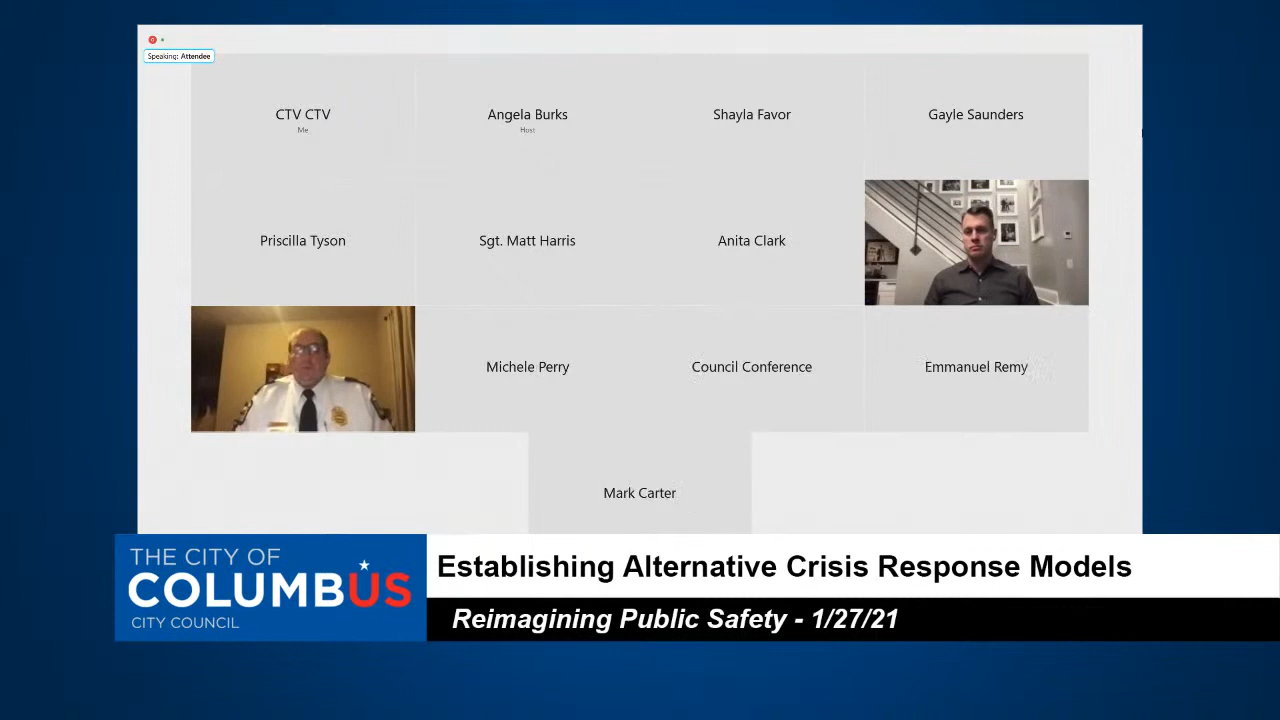 Speaking: Attendee
CTV CTV
Me
Angela Burks
Host
Shayla Favor
Gayle Saunders
Priscilla Tyson
Sgt. Matt Harris
Anita Clark
Michele Perry
Council Conference
Emmanuel Remy
Mark Carter
THE CITY OF
COLUMBUS
CITY COUNCIL
Establishing Alternative Crisis Response Models
Reimagining Public Safety - 1/27/21